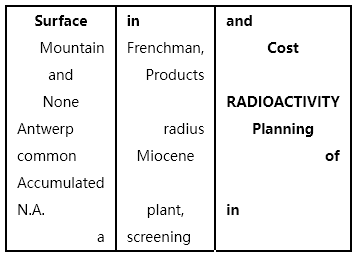 Surface in and
Mountain Frenchman, Cost
and Products
None RADIOACTIVITY
Antwerp radius Planning
common Miocene of
Accumulated
N.A. plant, in
a screening